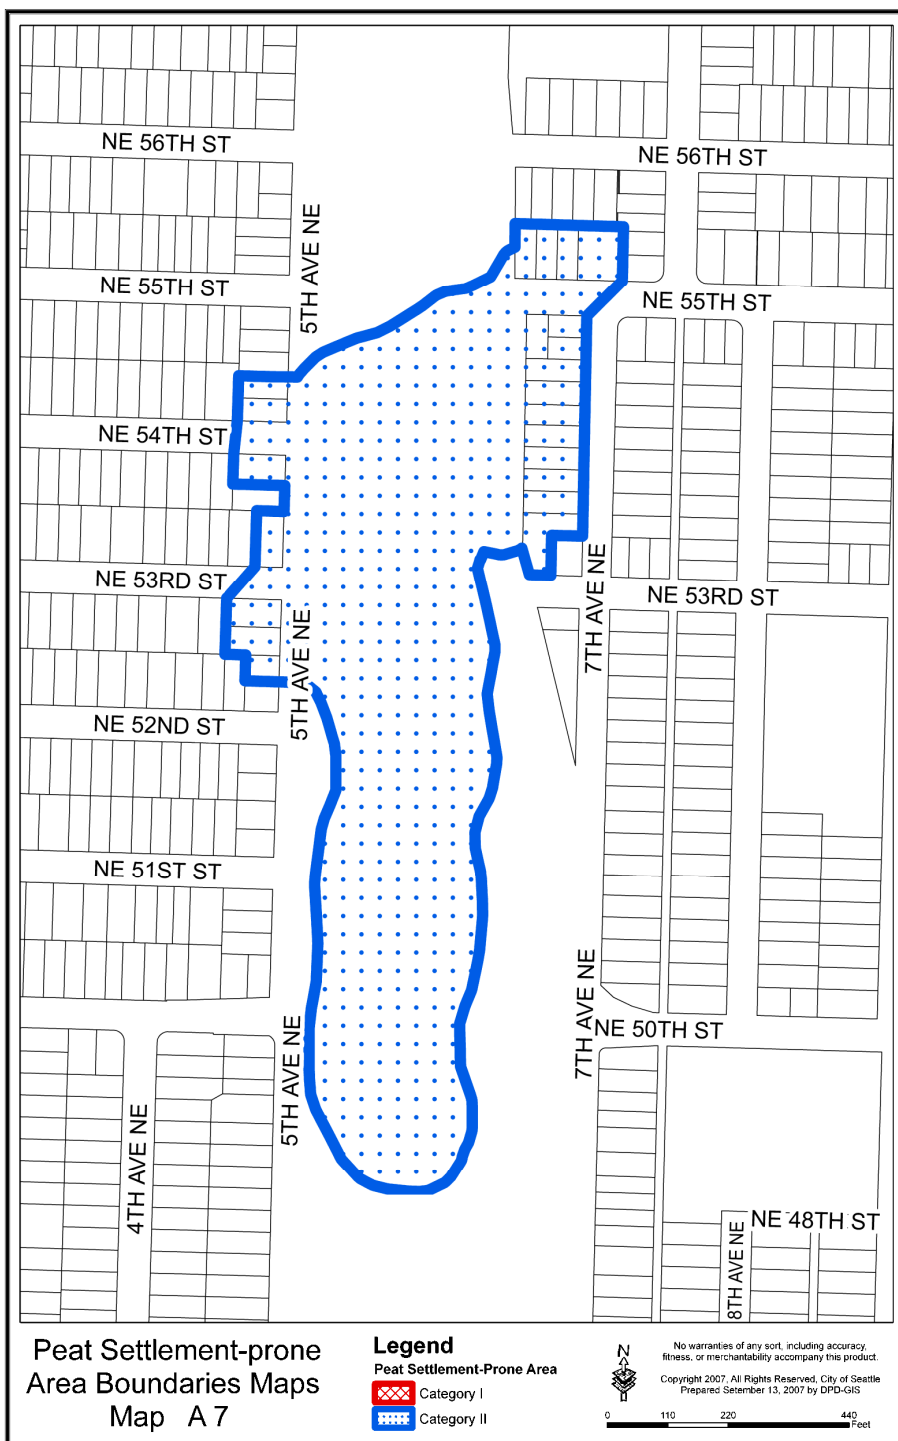 NE 56TH ST
NE 56TH ST
5TH AVE NE
NE 55TH ST
NE 55TH ST
NE 54TH ST
NE 53RD ST
7TH AVE NE
NE 53RD ST
5TH AVE NE
NE 52ND ST
NE 51ST ST
7TH AVE NE
5TH AVE NE
NE 50TH ST
4TH AVE NE
NE 48TH ST
8TH AVE NE
Peat Settlement-prone
Area Boundaries Maps
Map A 7
Legend
Peat Settlement-Prone Area
Category I
Category II
N
No warranties of any sort, including accuracy,
fitness, or merchantability accompany this product.
Copyright 2007, All Rights Reserved, City of Seattle
Prepared Setember 13, 2007 by DPD-GIS
0 110 220 440
Feet